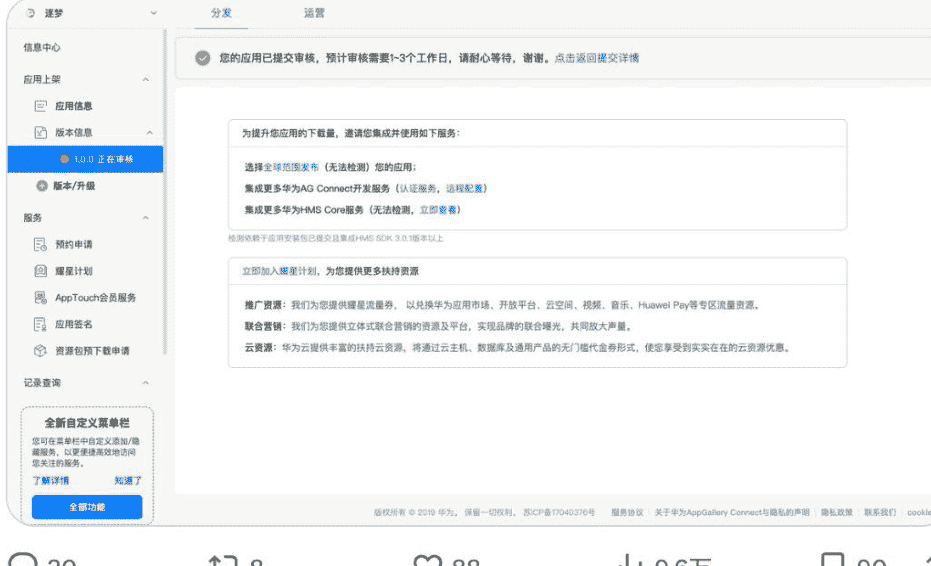 逐梦
分发
运营
信息中心
您的应用已提交审核，预计审核需要1~3个工作日，请耐心等待，谢谢。点击返回提交详情
应用上架
应用信息
版本信息
1.0.0 正在审核
版本/升级
服务
预约申请
耀星计划
AppTouch会员服务
应用签名
资源包预下载申请
记录查询
全新自定义菜单栏
您可在菜单栏中自定义添加/隐
藏服务，以更便捷高效地访问
您关注的服务。
了解详情
知道了
全部功能
为提升您应用的下载量，邀请您集成并使用如下服务：
选择全球范围发布（无法检测）您的应用；
集成更多华为AG Connect开发服务（认证服务，远程配置）
集成更多华为HMS Core服务（无法检测，立即查看）
检测依赖于应用安装包已提交且集成HMS SDK 3.0.1版本以上
立即加入耀星计划，为您提供更多扶持资源
推广资源：我们为您提供耀星流量券， 以兑换华为应用市场、开放平台、云空间、视频、音乐、Huawei Pay等专区流量资源。
联合营销：我们为您提供立体式联合营销的资源及平台，实现品牌的联合曝光，共同放大声量。
云资源：华为云提供丰富的扶持云资源，将通过云主机、数据库及通用产品的无门槛代金券形式，使您享受到实实在在的云资源优惠。
版权所有 © 2019 华为。 保留一切权利。 苏ICP备17040376号
服务协议
关于华为AppGallery Connect与隐私的声明
隐私政策
联系我们
cookie